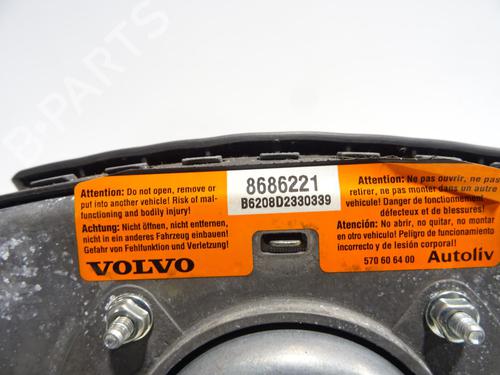 B-PARTS
Attention: Do not open, remove or
put into another vehicle! Risk of mal-
functioning and bodily injury!
Achtung: Nicht öffnen, nicht entfernen,
nicht in ein anderes Fahrzeug einbauen!
Gefahr von Fehlfunktion und Verletzung!
VOLVO
8686221
B6208D2330339
Attention: Ne pas ouvrir, ne pas
retirer, ne pas monter dans un autre
vehicule! Danger de fonctionnement
défecteux et de blessures!
Atención: No abrir, no quitar, no montar
en otro vehiculo! Peligro de funcionamiento
incorrecto y de lesión corporal!
570 60 64 00 Autoliv